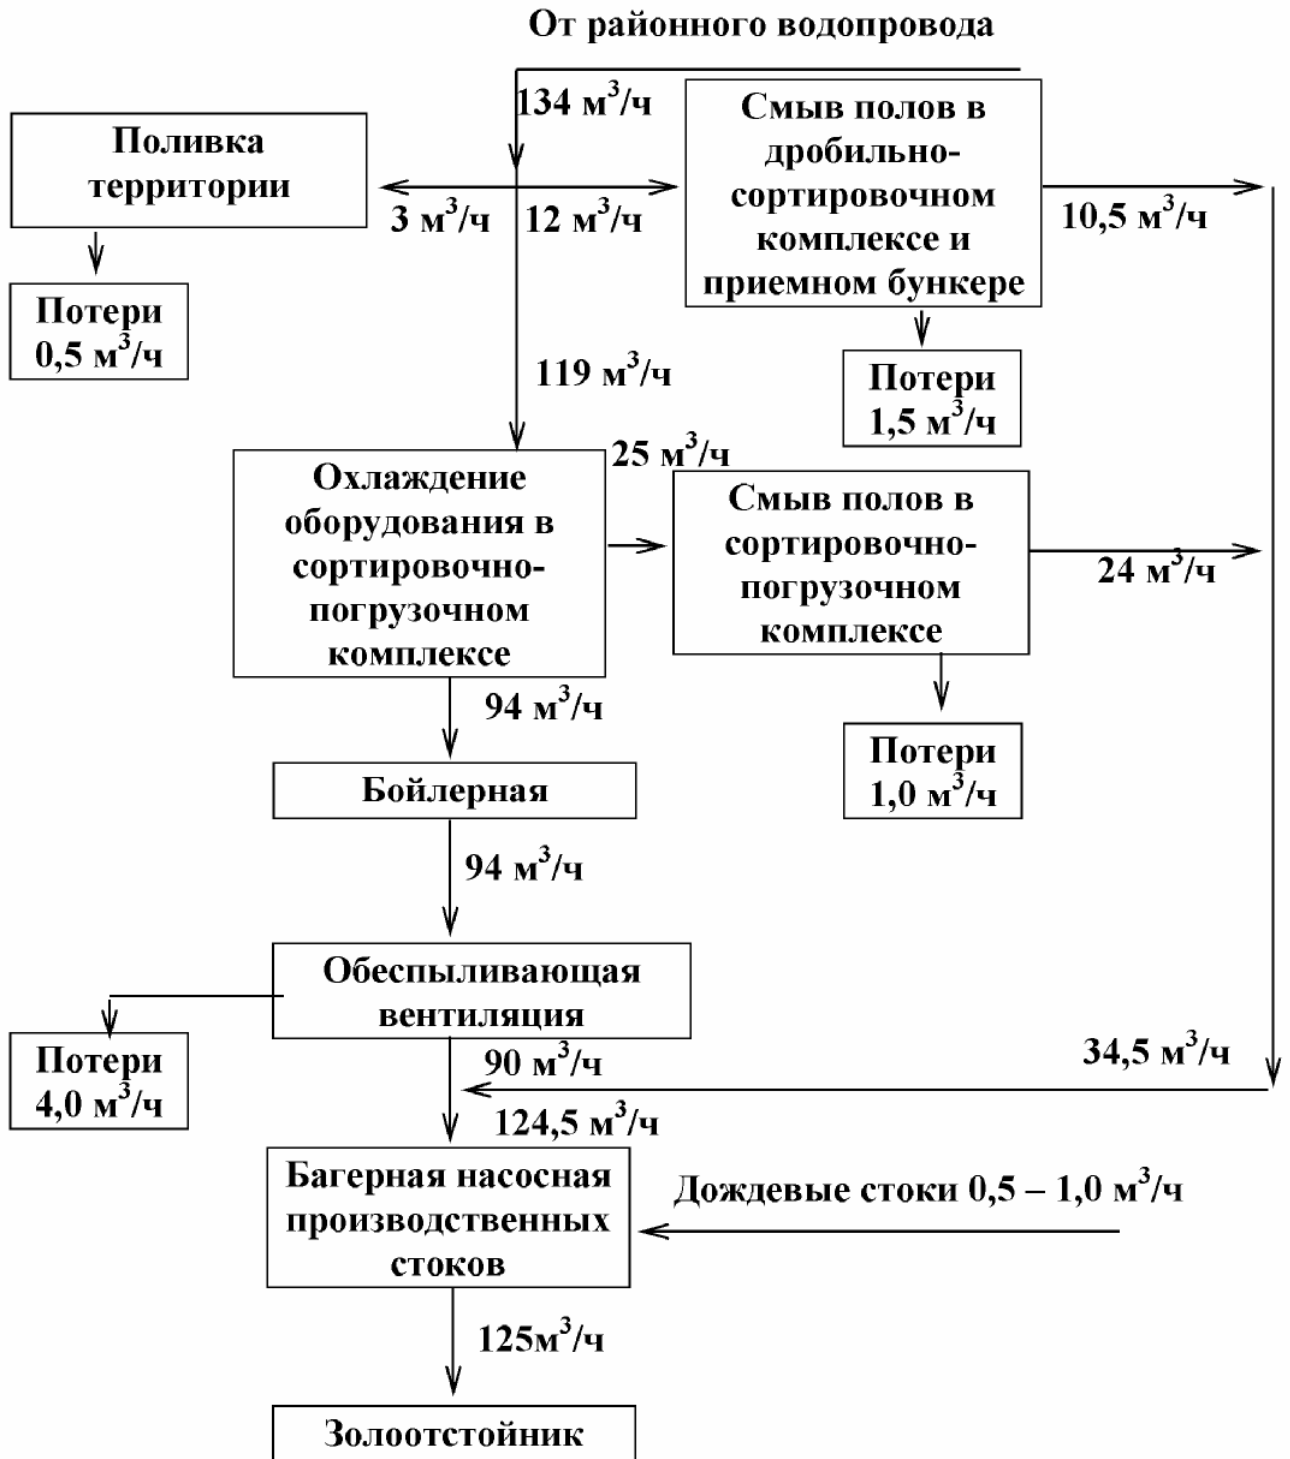 От районного водопровода
134 м³/ч
Поливка
территории
3 м³/ч
12 м³/ч
Смыв полов в
дробильно-
сортировочном
комплексе и
приемном бункере
10,5 м³/ч
Потери
0,5 м³/ч
119 м³/ч
Потери
1,5 м³/ч
Охлаждение
оборудования в
сортировочно-
погрузочном
комплексе
25 м³/ч
Смыв полов в
сортировочно-
погрузочном
комплексе
24 м³/ч
94 м³/ч
Потери
1,0 м³/ч
Бойлерная
94 м³/ч
Обеспыливающая
вентиляция
Потери
4,0 м³/ч
90 м³/ч
34,5 м³/ч
124,5 м³/ч
Багерная насосная
производственных
стоков
Дождевые стоки 0,5 – 1,0 м³/ч
125м³/ч
Золоотстойник